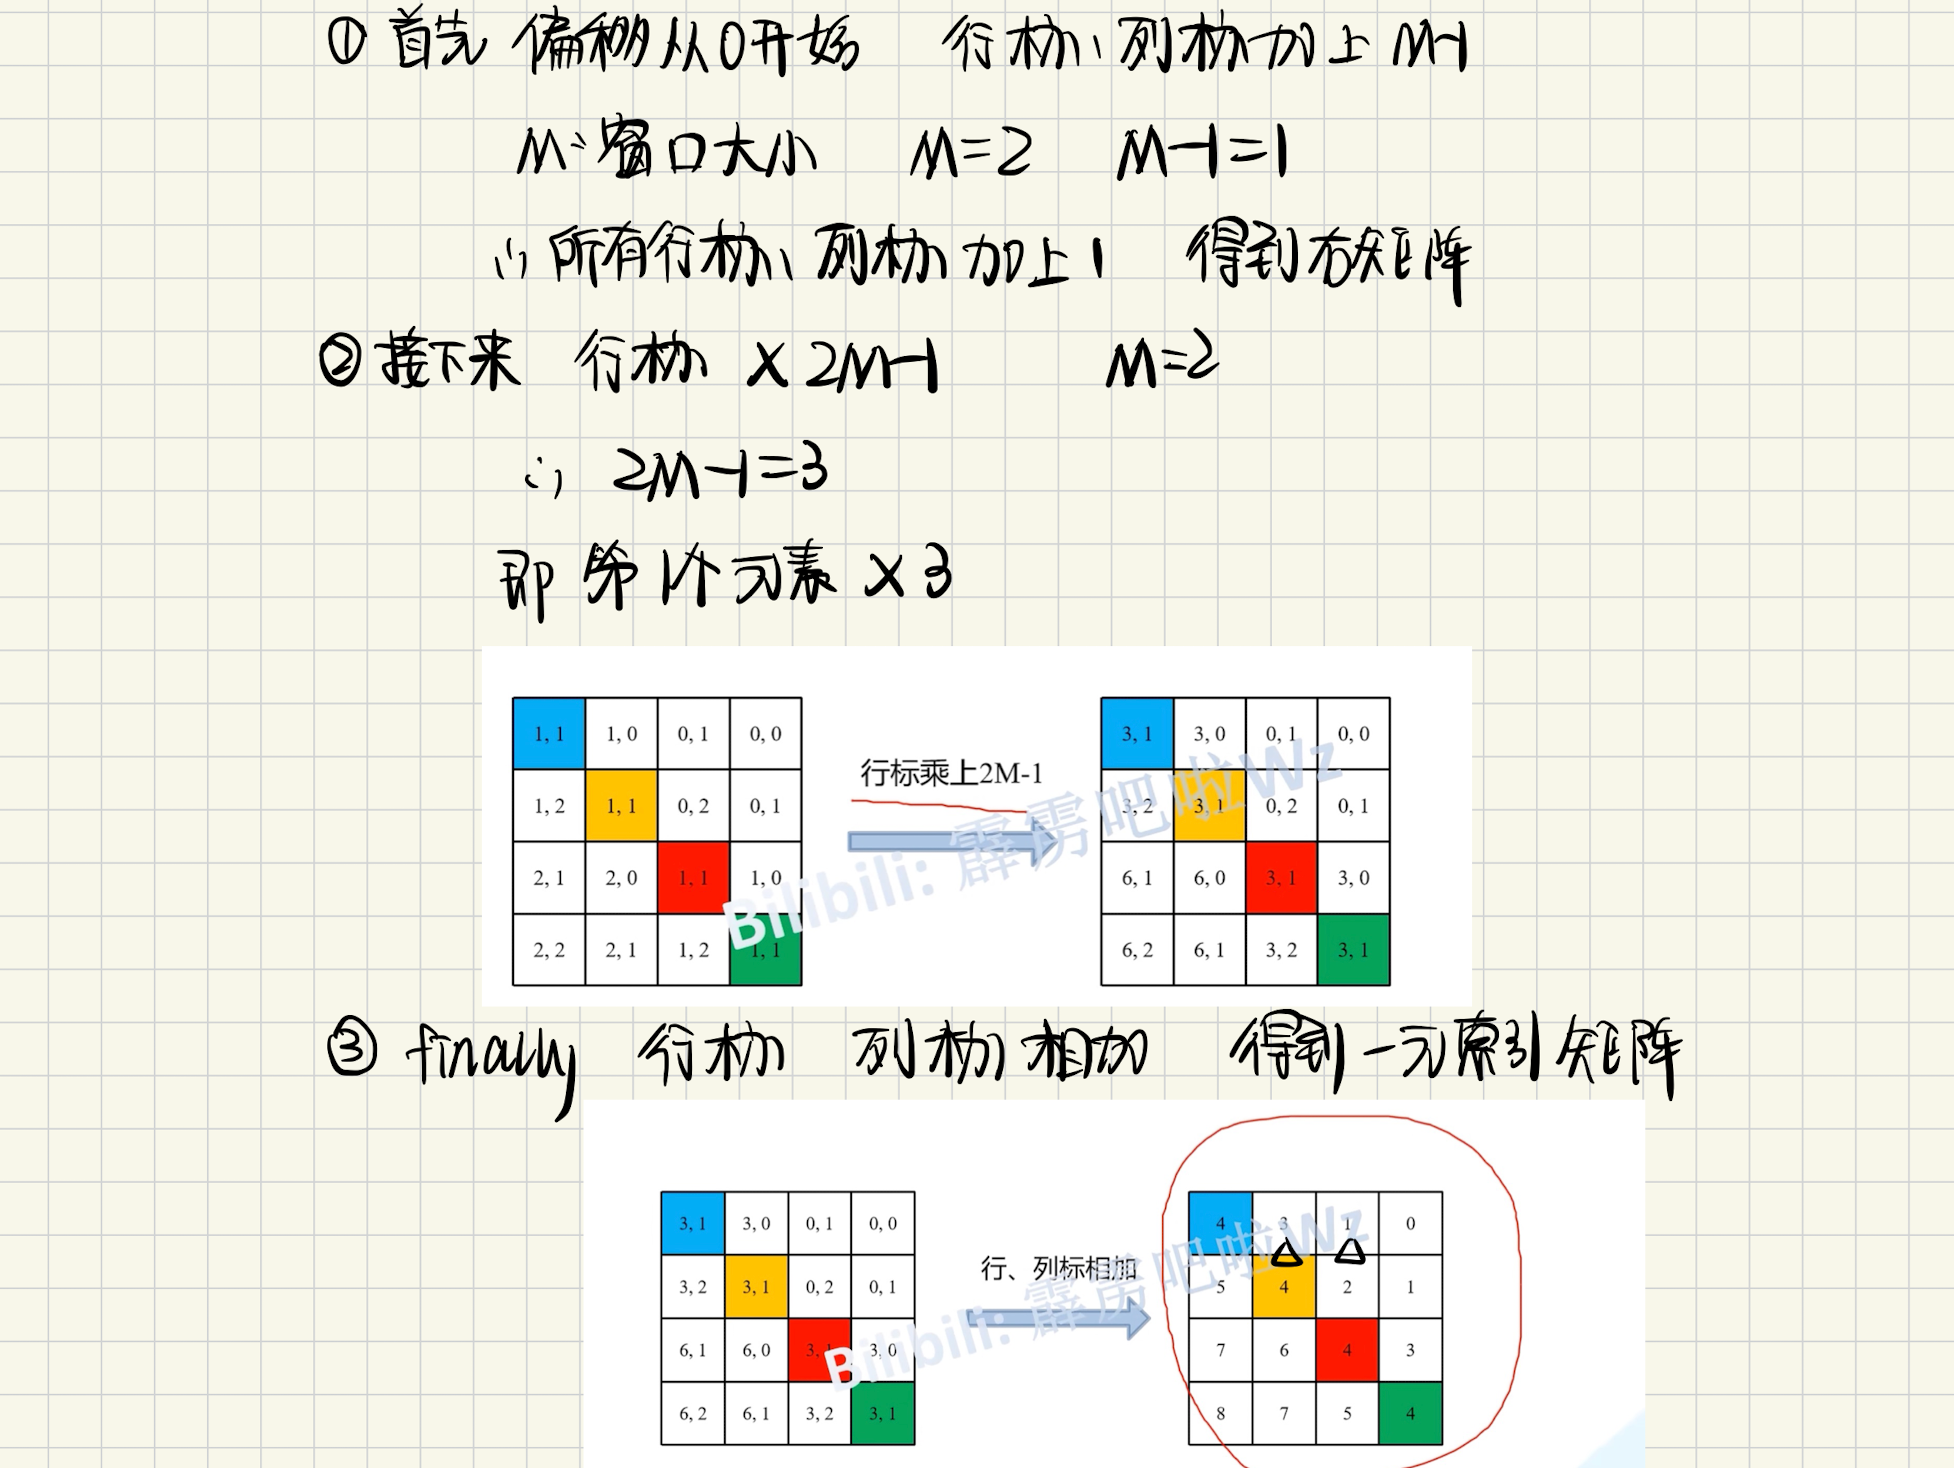 ① 首先 偏移从0开始 行标、列标加上 M-1
M:窗口大小 M=2 M-1=1
∴ 所有行标、列标加上1 得到右矩阵
② 接下来 行标 × 2M-1 M=2
∴ 2M-1=3
即 第1个元素 ×3
1, 1 1, 0 0, 1 0, 0 3, 1 3, 0 0, 1 0, 0
行标乘上2M-1
1, 2 1, 1 0, 2 0, 1 3, 2 3, 1 0, 2 0, 1
2, 1 2, 0 1, 1 1, 0 6, 1 6, 0 3, 1 3, 0
2, 2 2, 1 1, 2 1, 1 6, 2 6, 1 3, 2 3, 1
Bilibili: 霹雳吧啦Wz
③ finally 行标 列标相加 得到一元索引矩阵
3, 1 3, 0 0, 1 0, 0 4 3 1 0
行、列标相加
3, 2 3, 1 0, 2 0, 1 5 4 2 1
6, 1 6, 0 3, 1 3, 0 7 6 4 3
6, 2 6, 1 3, 2 3, 1 8 7 5 4
Bilibili: 霹雳吧啦Wz